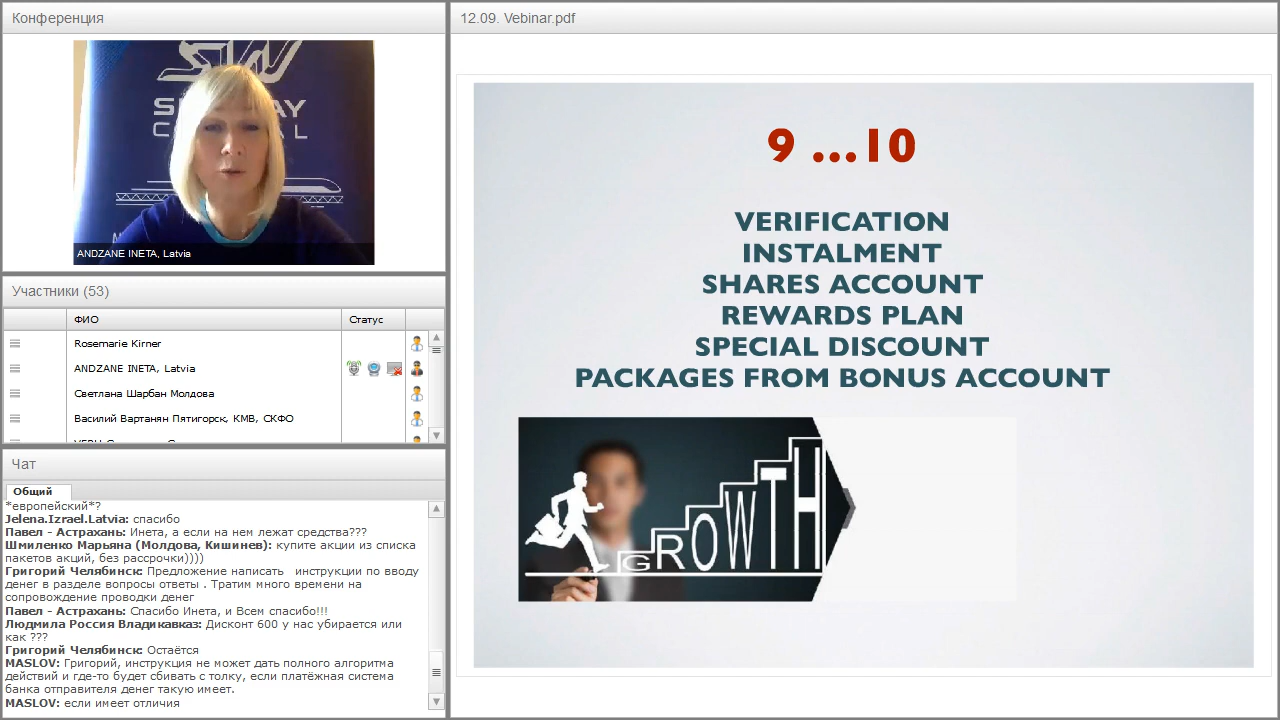 Конференция
SW
SKYWAY
CAPITAL
ANDZANE INETA, Latvia
Участники (53)
ФИО
Статус
Rosemarie Kirner
ANDZANE INETA, Latvia
Светлана Шарбан Молдова
Василий Вартанян Пятигорск, КМВ, СКФО
Чат
Общий
*европейский*?
Jelena.Izrael.Latvia: спасибо
Павел - Астрахань: Инета, а если на нем лежат средства???
Шмиленко Марьяна (Молдова, Кишинев): купите акции из списка
пакетов акций, без рассрочки))))
Григорий Челябинск: Предложение написать инструкции по вводу
денег в разделе вопросы ответы . Тратим много времени на
сопровождение проводки денег
Павел - Астрахань: Спасибо Инета, и Всем спасибо!!!
Людмила Россия Владикавказ: Дисконт 600 у нас убирается или
как ???
Григорий Челябинск: Остаётся
MASLOV: Григорий, инструкция не может дать полного алгоритма
действий и где-то будет сбивать с толку, если платёжная система
банка отправителя денег такую имеет.
MASLOV: если имеет отличия
12.09. Vebinar.pdf
9 ...10
VERIFICATION
INSTALMENT
SHARES ACCOUNT
REWARDS PLAN
SPECIAL DISCOUNT
PACKAGES FROM BONUS ACCOUNT
GROWTH